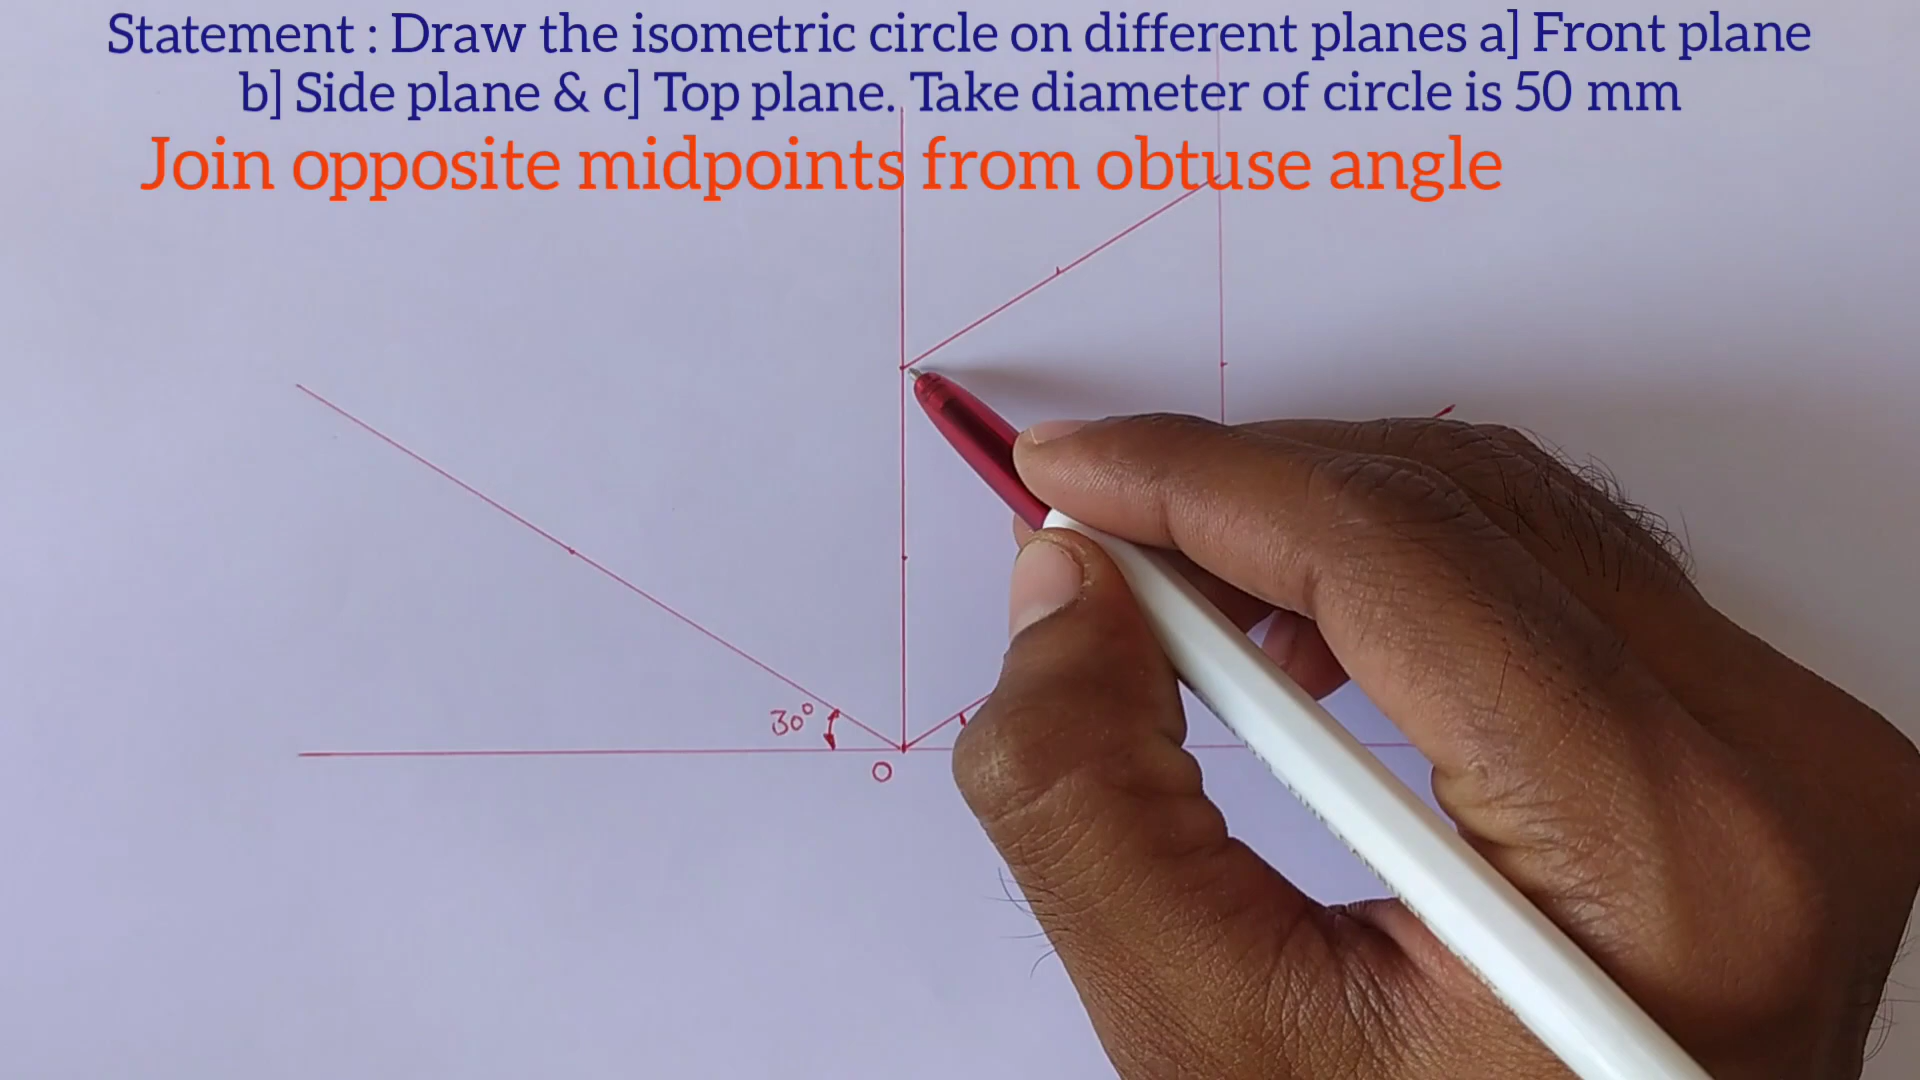 Statement : Draw the isometric circle on different planes a] Front plane
b] Side plane & c] Top plane. Take diameter of circle is 50 mm
Join opposite midpoints from obtuse angle
30°
O